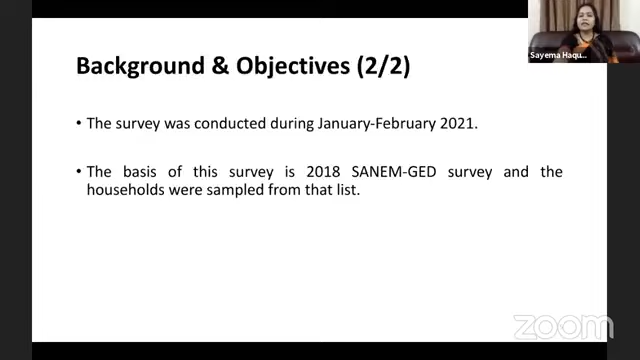 Background & Objectives (2/2)
• The survey was conducted during January-February 2021.
• The basis of this survey is 2018 SANEM-GED survey and the
households were sampled from that list.
Sayema Haqu...
zoom